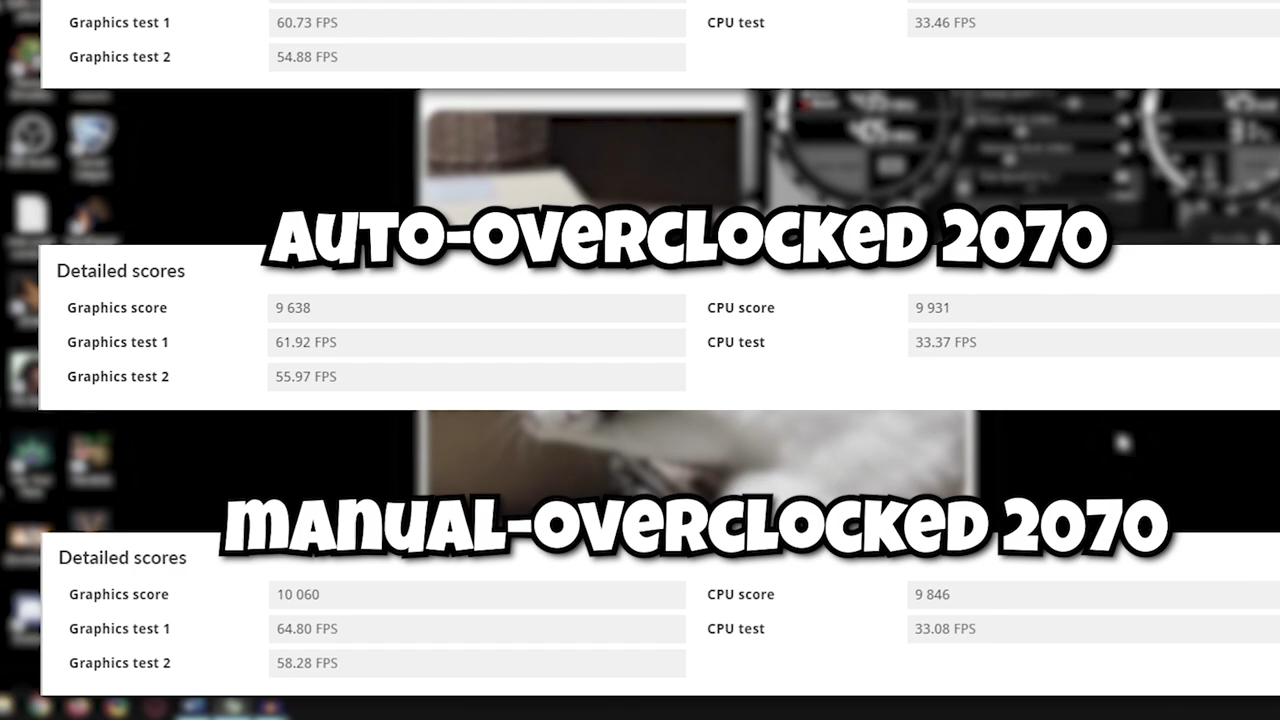 Graphics test 1 60.73 FPS CPU test 33.46 FPS
Graphics test 2 54.88 FPS
AUTO-OVERCLOCKED 2070
Detailed scores
Graphics score 9 638 CPU score 9 931
Graphics test 1 61.92 FPS CPU test 33.37 FPS
Graphics test 2 55.97 FPS
MANUAL-OVERCLOCKED 2070
Detailed scores
Graphics score 10 060 CPU score 9 846
Graphics test 1 64.80 FPS CPU test 33.08 FPS
Graphics test 2 58.28 FPS